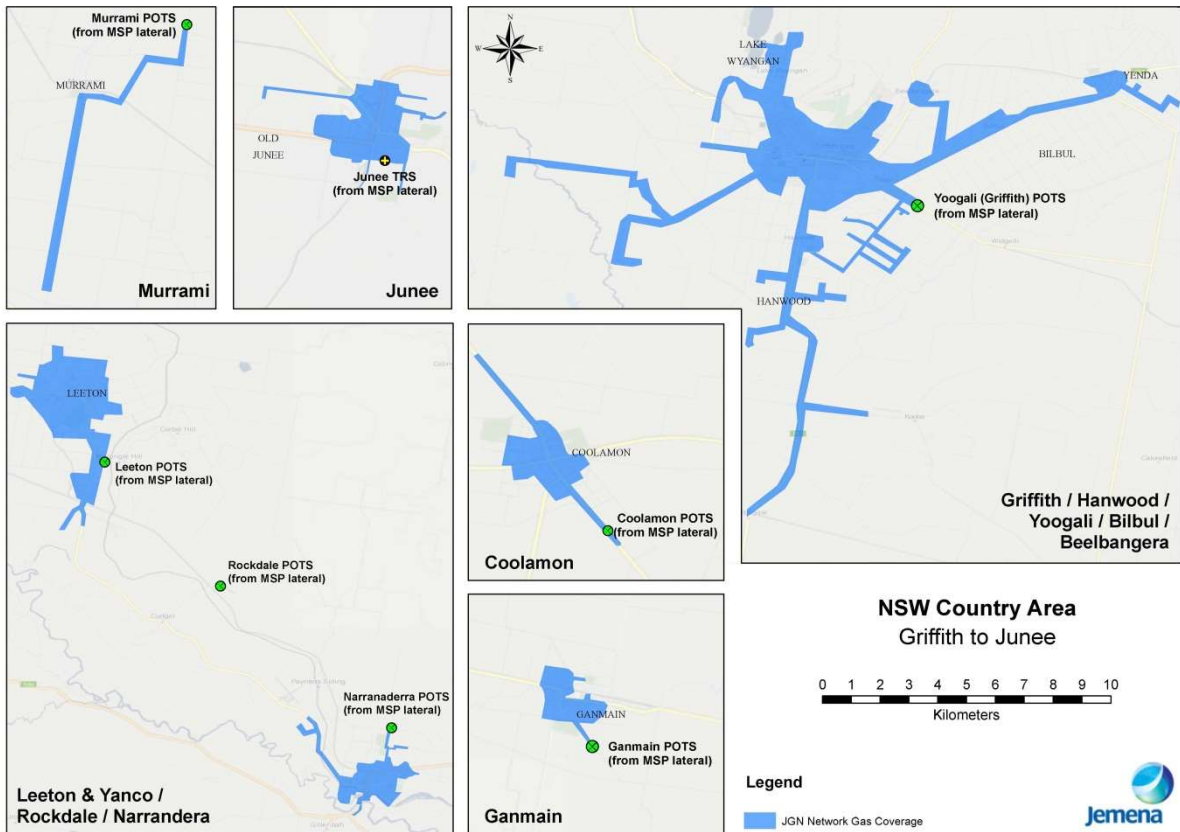 Murrami POTS
(from MSP lateral)
MURRAMI
Murrami
OLD
JUNEE
Junee TRS
(from MSP lateral)
Junee
N
W
E
S
LAKE
WYANGAN
YENDA
BILBUL
Yoogali (Griffith) POTS
(from MSP lateral)
HANWOOD
Griffith / Hanwood /
Yoogali / Bilbul /
Beelbangera
LEETON
Leeton POTS
(from MSP lateral)
Rockdale POTS
(from MSP lateral)
Narranaderra POTS
(from MSP lateral)
Leeton & Yanco /
Rockdale / Narrandera
COOLAMON
Coolamon POTS
(from MSP lateral)
Coolamon
GANMAIN
Ganmain POTS
(from MSP lateral)
Ganmain
NSW Country Area
Griffith to Junee
0 1 2 3 4 5 6 7 8 9 10
Kilometers
Legend
JGN Network Gas Coverage
Jemena